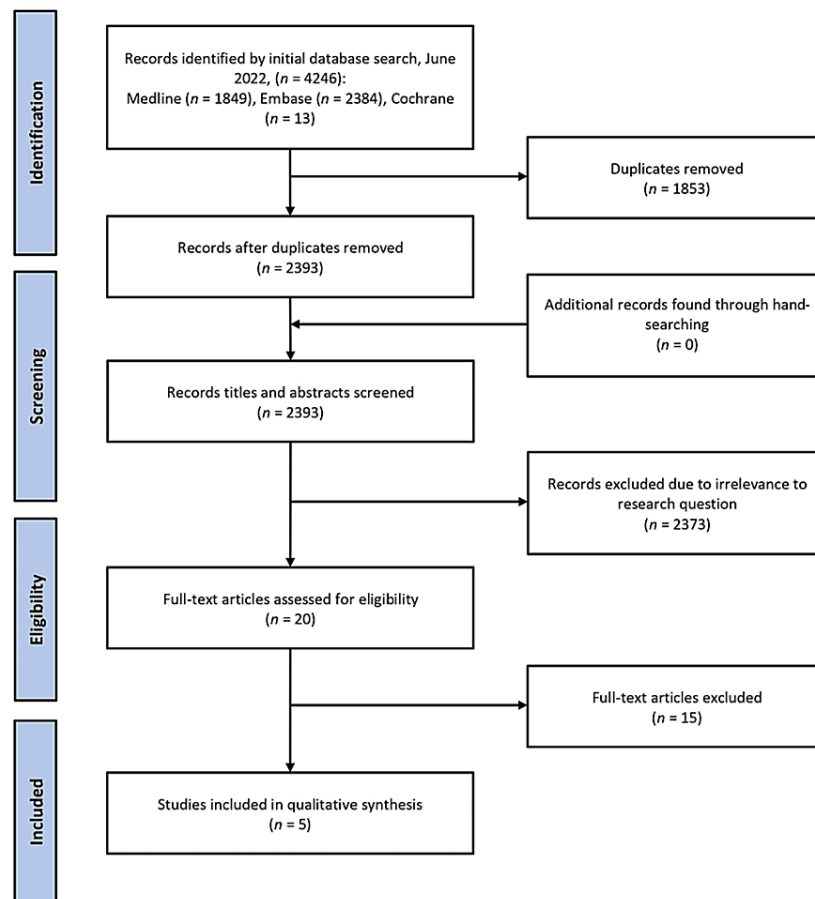 Identification
Records identified by initial database search, June
2022, (n = 4246):
Medline (n = 1849), Embase (n = 2384), Cochrane
(n = 13)
Duplicates removed
(n = 1853)
Records after duplicates removed
(n = 2393)
Screening
Additional records found through hand-
searching
(n = 0)
Records titles and abstracts screened
(n = 2393)
Records excluded due to irrelevance to
research question
(n = 2373)
Eligibility
Full-text articles assessed for eligibility
(n = 20)
Full-text articles excluded
(n = 15)
Included
Studies included in qualitative synthesis
(n = 5)